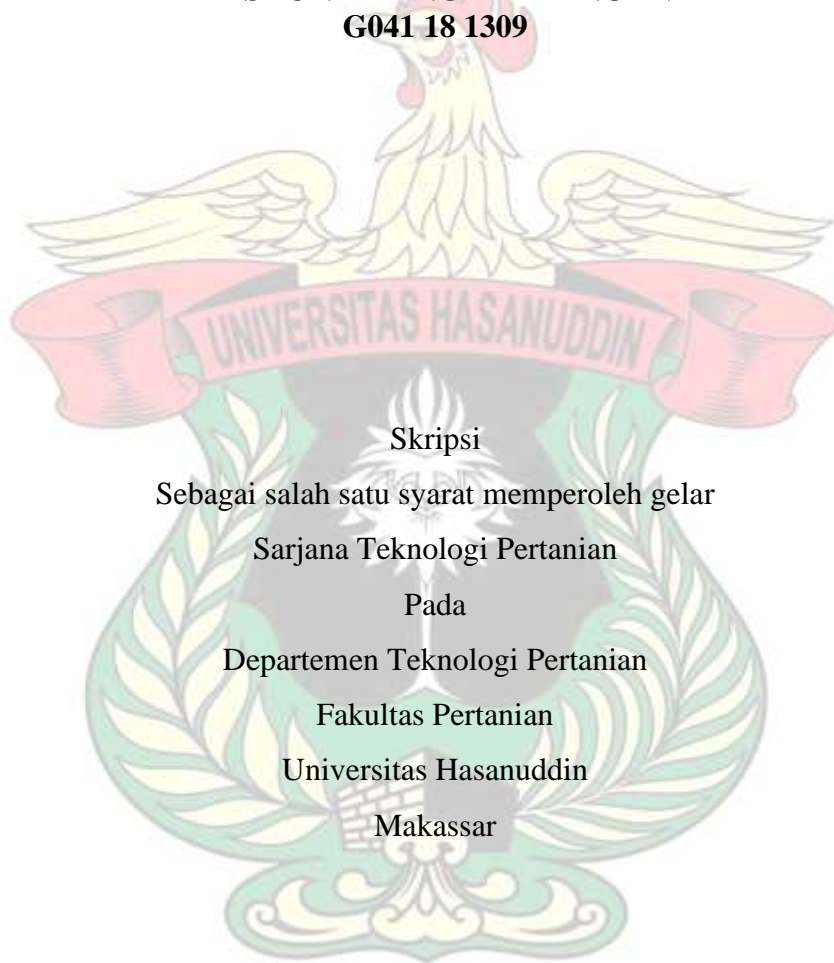 G041 18 1309
UNIVERSITAS HASANUDDIN
Skripsi
Sebagai salah satu syarat memperoleh gelar
Sarjana Teknologi Pertanian
Pada
Departemen Teknologi Pertanian
Fakultas Pertanian
Universitas Hasanuddin
Makassar